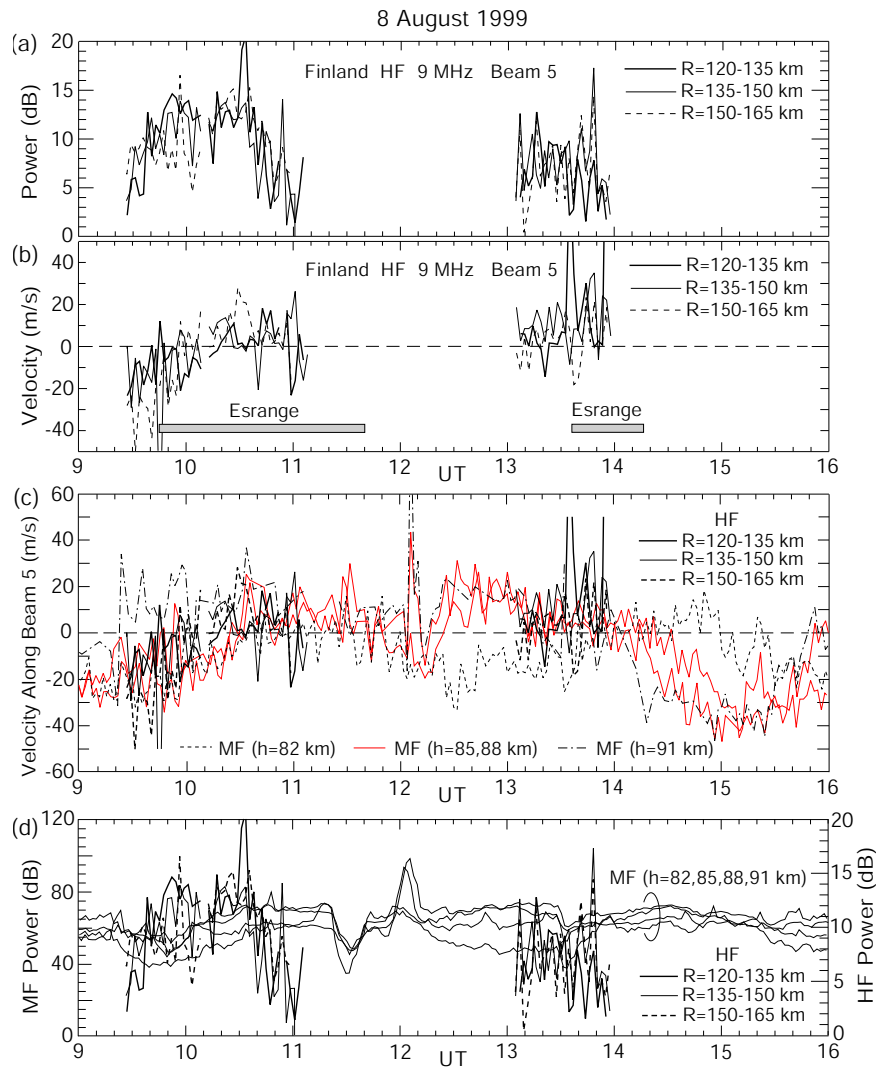 8 August 1999
(a)
20
15
10
5
0
Power (dB)
Finland HF 9 MHz Beam 5
R=120-135 km
R=135-150 km
R=150-165 km
(b)
40
20
0
-20
-40
Velocity (m/s)
Finland HF 9 MHz Beam 5
R=120-135 km
R=135-150 km
R=150-165 km
Esrange
Esrange
9 10 11 12 13 14 15 16
UT
(c)
60
40
20
0
-20
-40
-60
Velocity Along Beam 5 (m/s)
HF
R=120-135 km
R=135-150 km
R=150-165 km
MF (h=82 km)
MF (h=85,88 km)
MF (h=91 km)
9 10 11 12 13 14 15 16
UT
(d)
120
80
60
40
0
MF Power (dB)
20
15
10
5
0
HF Power (dB)
MF (h=82,85,88,91 km)
HF
R=120-135 km
R=135-150 km
R=150-165 km
9 10 11 12 13 14 15 16
UT